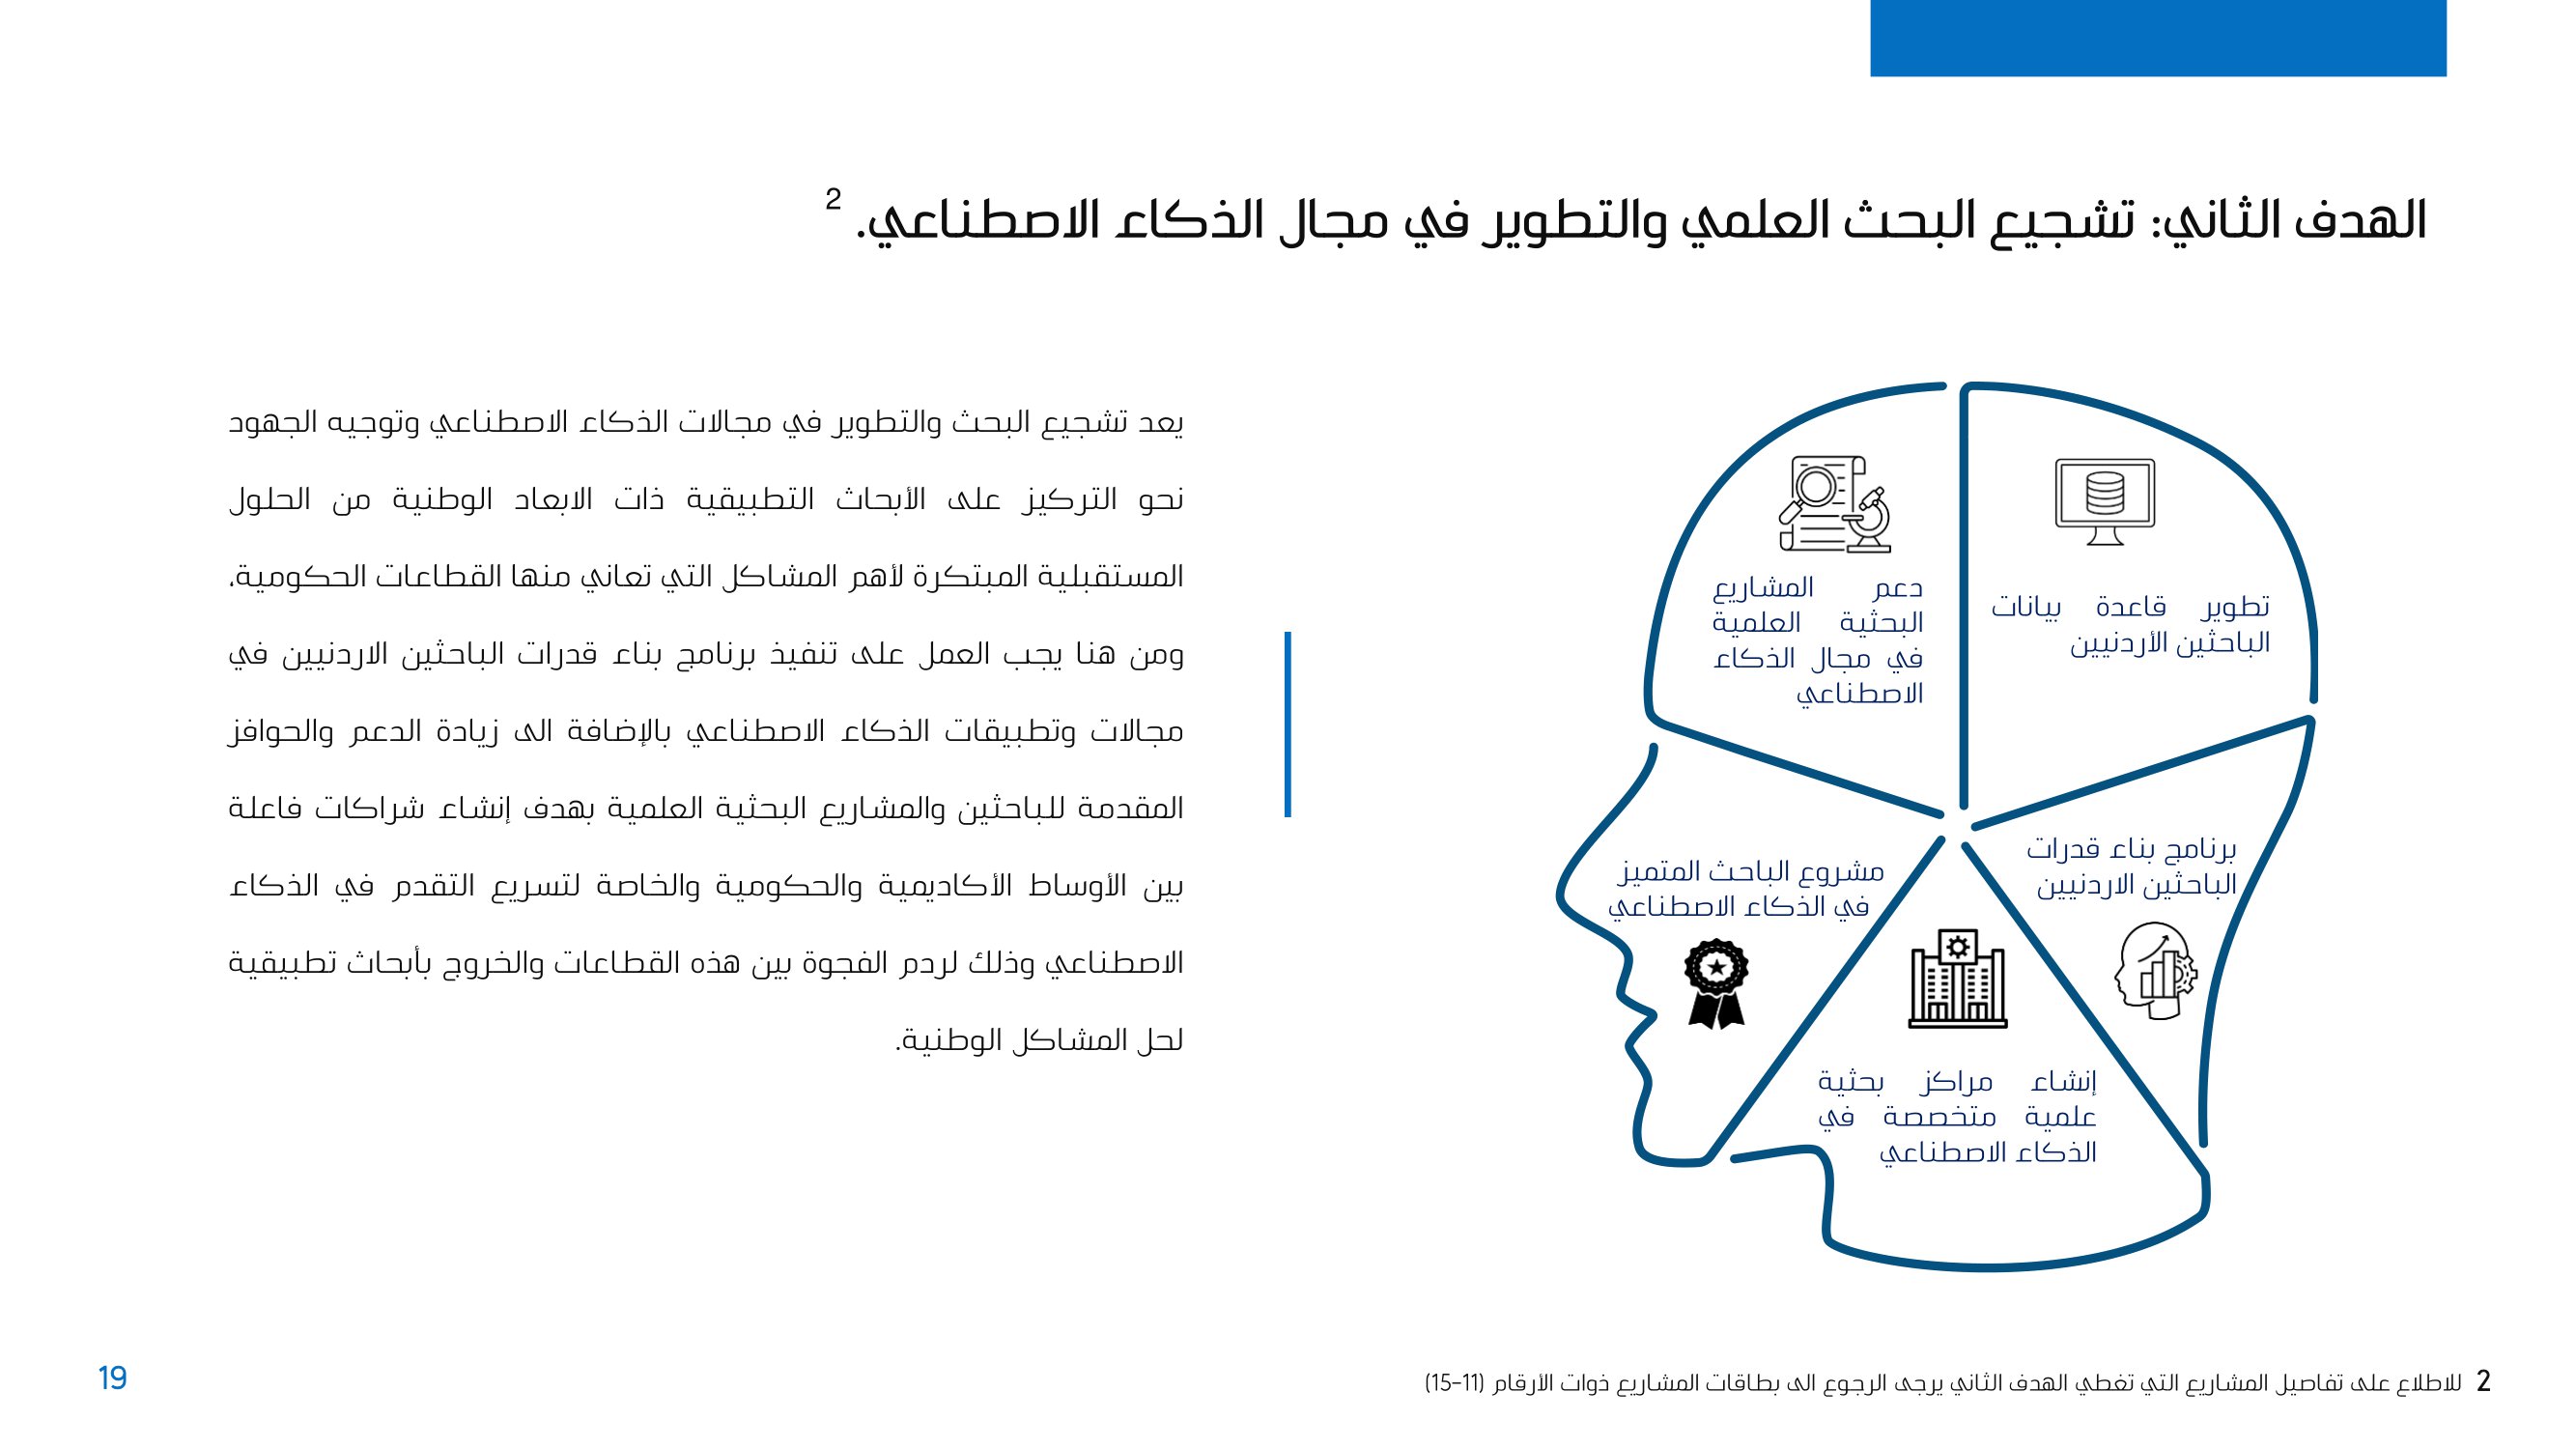 الهدف الثاني: تشجيع البحث العلمي والتطوير في مجال الذكاء الاصطناعي. 2
تطوير قاعدة بيانات
الباحثين الأردنيين
دعم المشاريع
البحثية العلمية
في مجال الذكاء
الاصطناعي
برنامج بناء قدرات
الباحثين الاردنيين
مشروع الباحث المتميز
في الذكاء الاصطناعي
إنشاء مراكز بحثية
علمية متخصصة في
الذكاء الاصطناعي
يعد تشجيع البحث والتطوير في مجالات الذكاء الاصطناعي وتوجيه الجهود
نحو التركيز على الأبحاث التطبيقية ذات الابعاد الوطنية من الحلول
المستقبلية المبتكرة لأهم المشاكل التي تعاني منها القطاعات الحكومية،
ومن هنا يجب العمل على تنفيذ برنامج بناء قدرات الباحثين الاردنيين في
مجالات وتطبيقات الذكاء الاصطناعي بالإضافة الى زيادة الدعم والحوافز
المقدمة للباحثين والمشاريع البحثية العلمية بهدف إنشاء شراكات فاعلة
بين الأوساط الأكاديمية والحكومية والخاصة لتسريع التقدم في الذكاء
الاصطناعي وذلك لردم الفجوة بين هذه القطاعات والخروج بأبحاث تطبيقية
لحل المشاكل الوطنية.
2 للاطلاع على تفاصيل المشاريع التي تغطي الهدف الثاني يرجى الرجوع الى بطاقات المشاريع ذوات الأرقام (11-15)
19